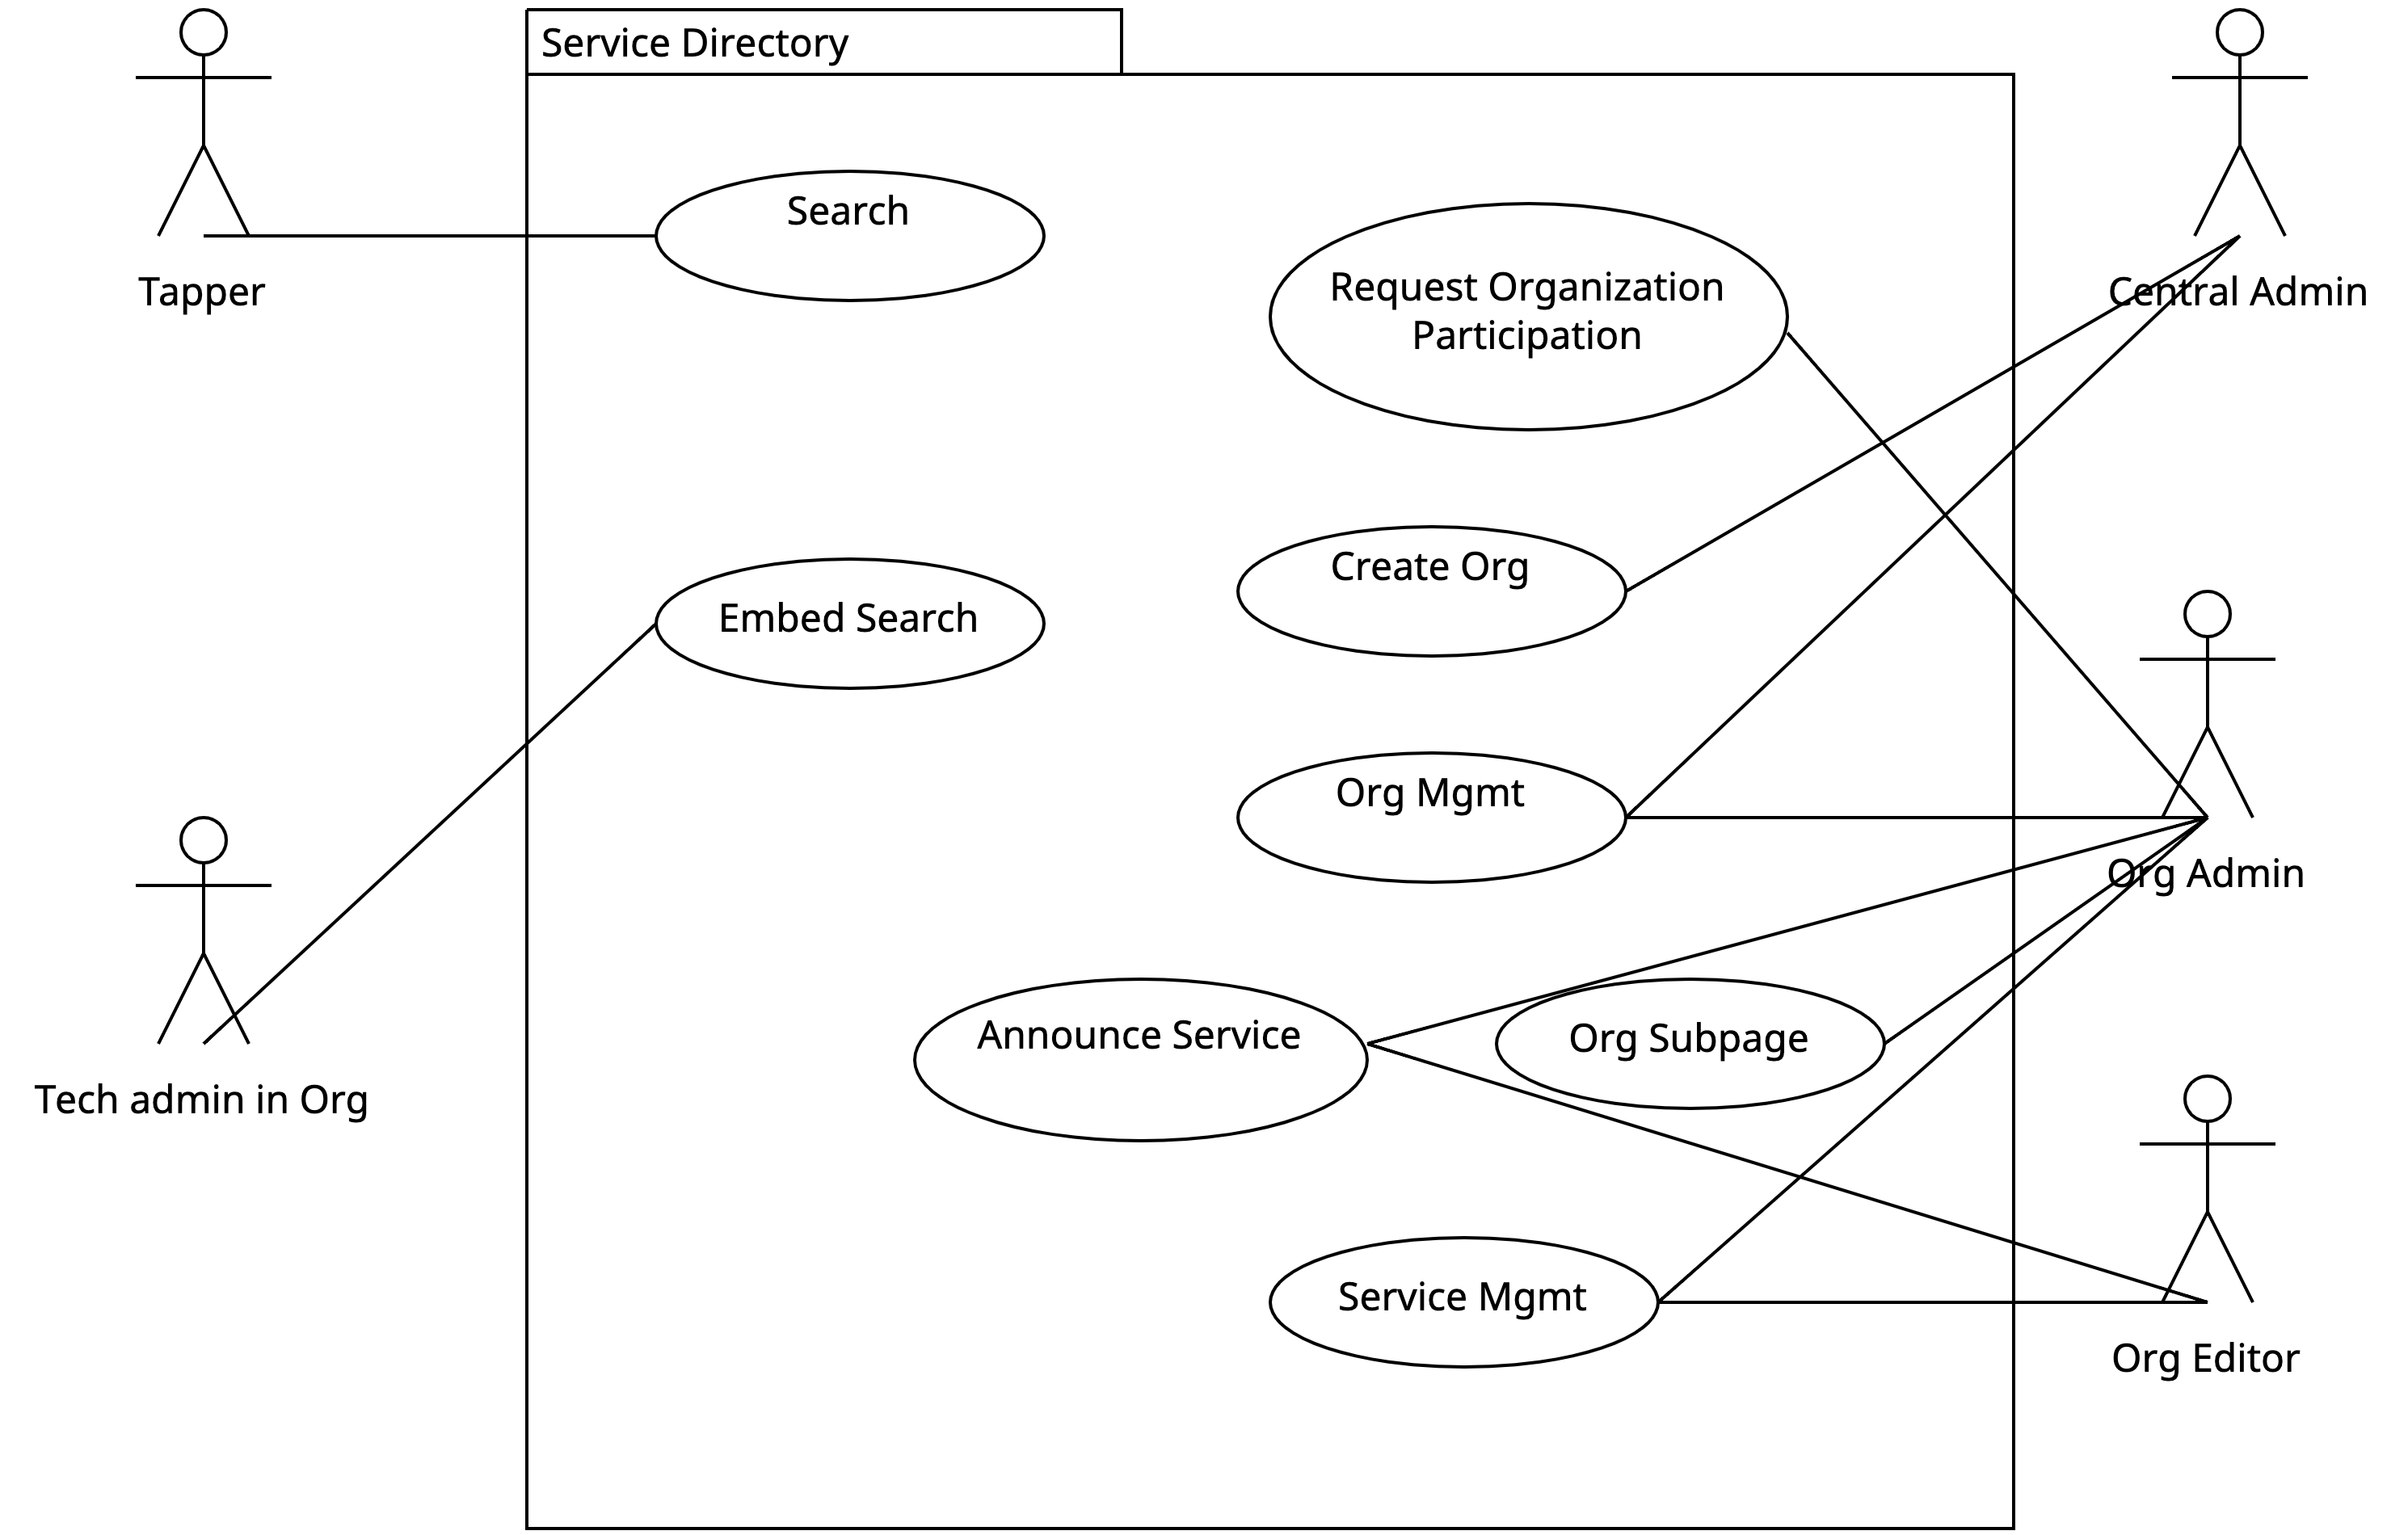 Service Directory
Search
Tapper
Request Organization
Participation
Central Admin
Create Org
Embed Search
Org Mgmt
Org Admin
Announce Service
Org Subpage
Tech admin in Org
Service Mgmt
Org Editor